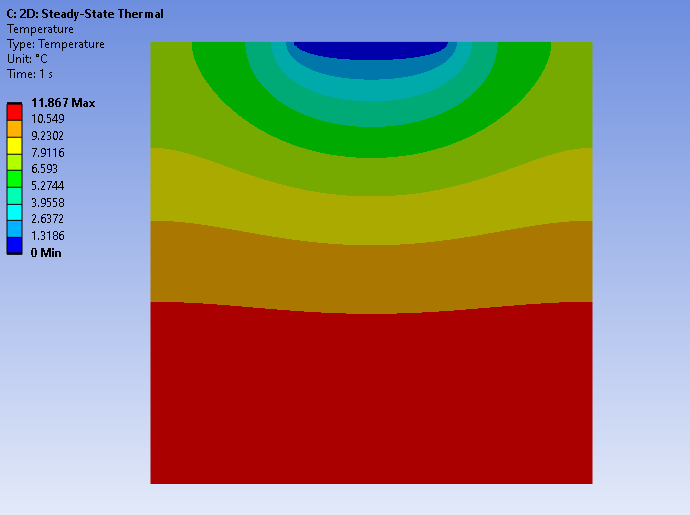 C: 2D: Steady-State Thermal
Temperature
Type: Temperature
Unit: °C
Time: 1 s
11.867 Max
10.549
9.2302
7.9116
6.593
5.2744
3.9558
2.6372
1.3186
0 Min